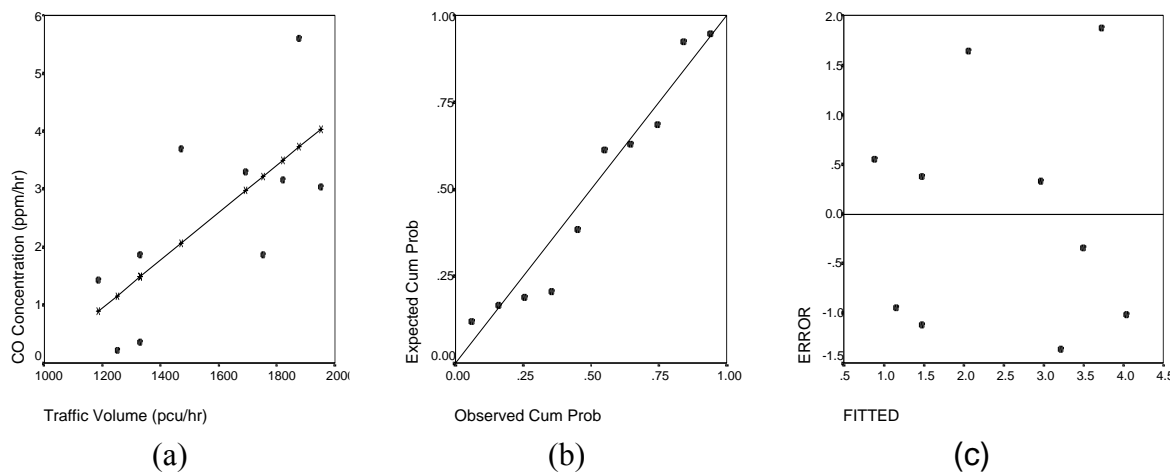 CO Concentration (ppm/hr)
6
5
4
3
2
1
0
1000 1200 1400 1600 1800 2000
Traffic Volume (pcu/hr)
(a)
Expected Cum Prob
1.00
.75
.50
.25
0.00
0.00 .25 .50 .75 1.00
Observed Cum Prob
(b)
ERROR
2.0
1.5
1.0
.5
0.0
-.5
-1.0
-1.5
.5 1.0 1.5 2.0 2.5 3.0 3.5 4.0 4.5
FITTED
(c)